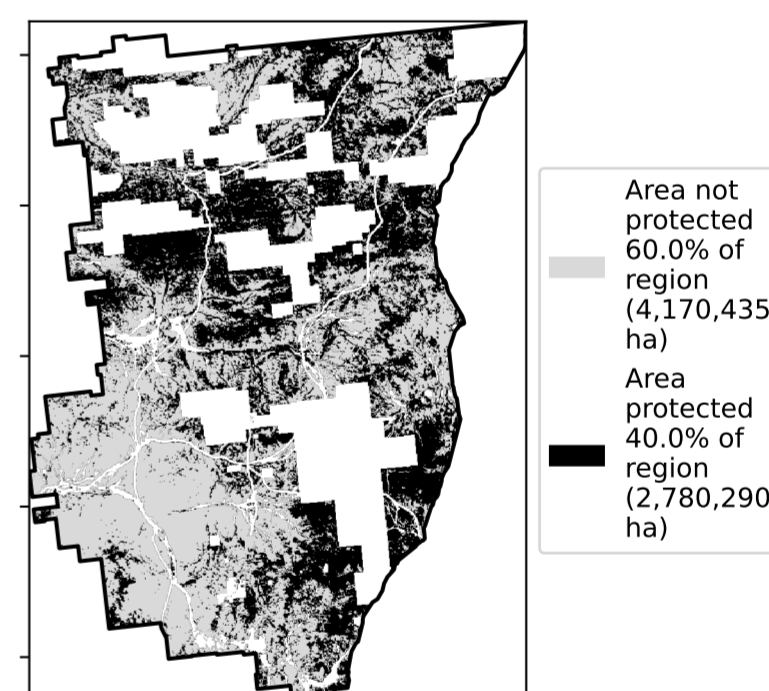 Area not
protected
60.0% of
region
(4,170,435
ha)
Area
protected
40.0% of
region
(2,780,290
ha)